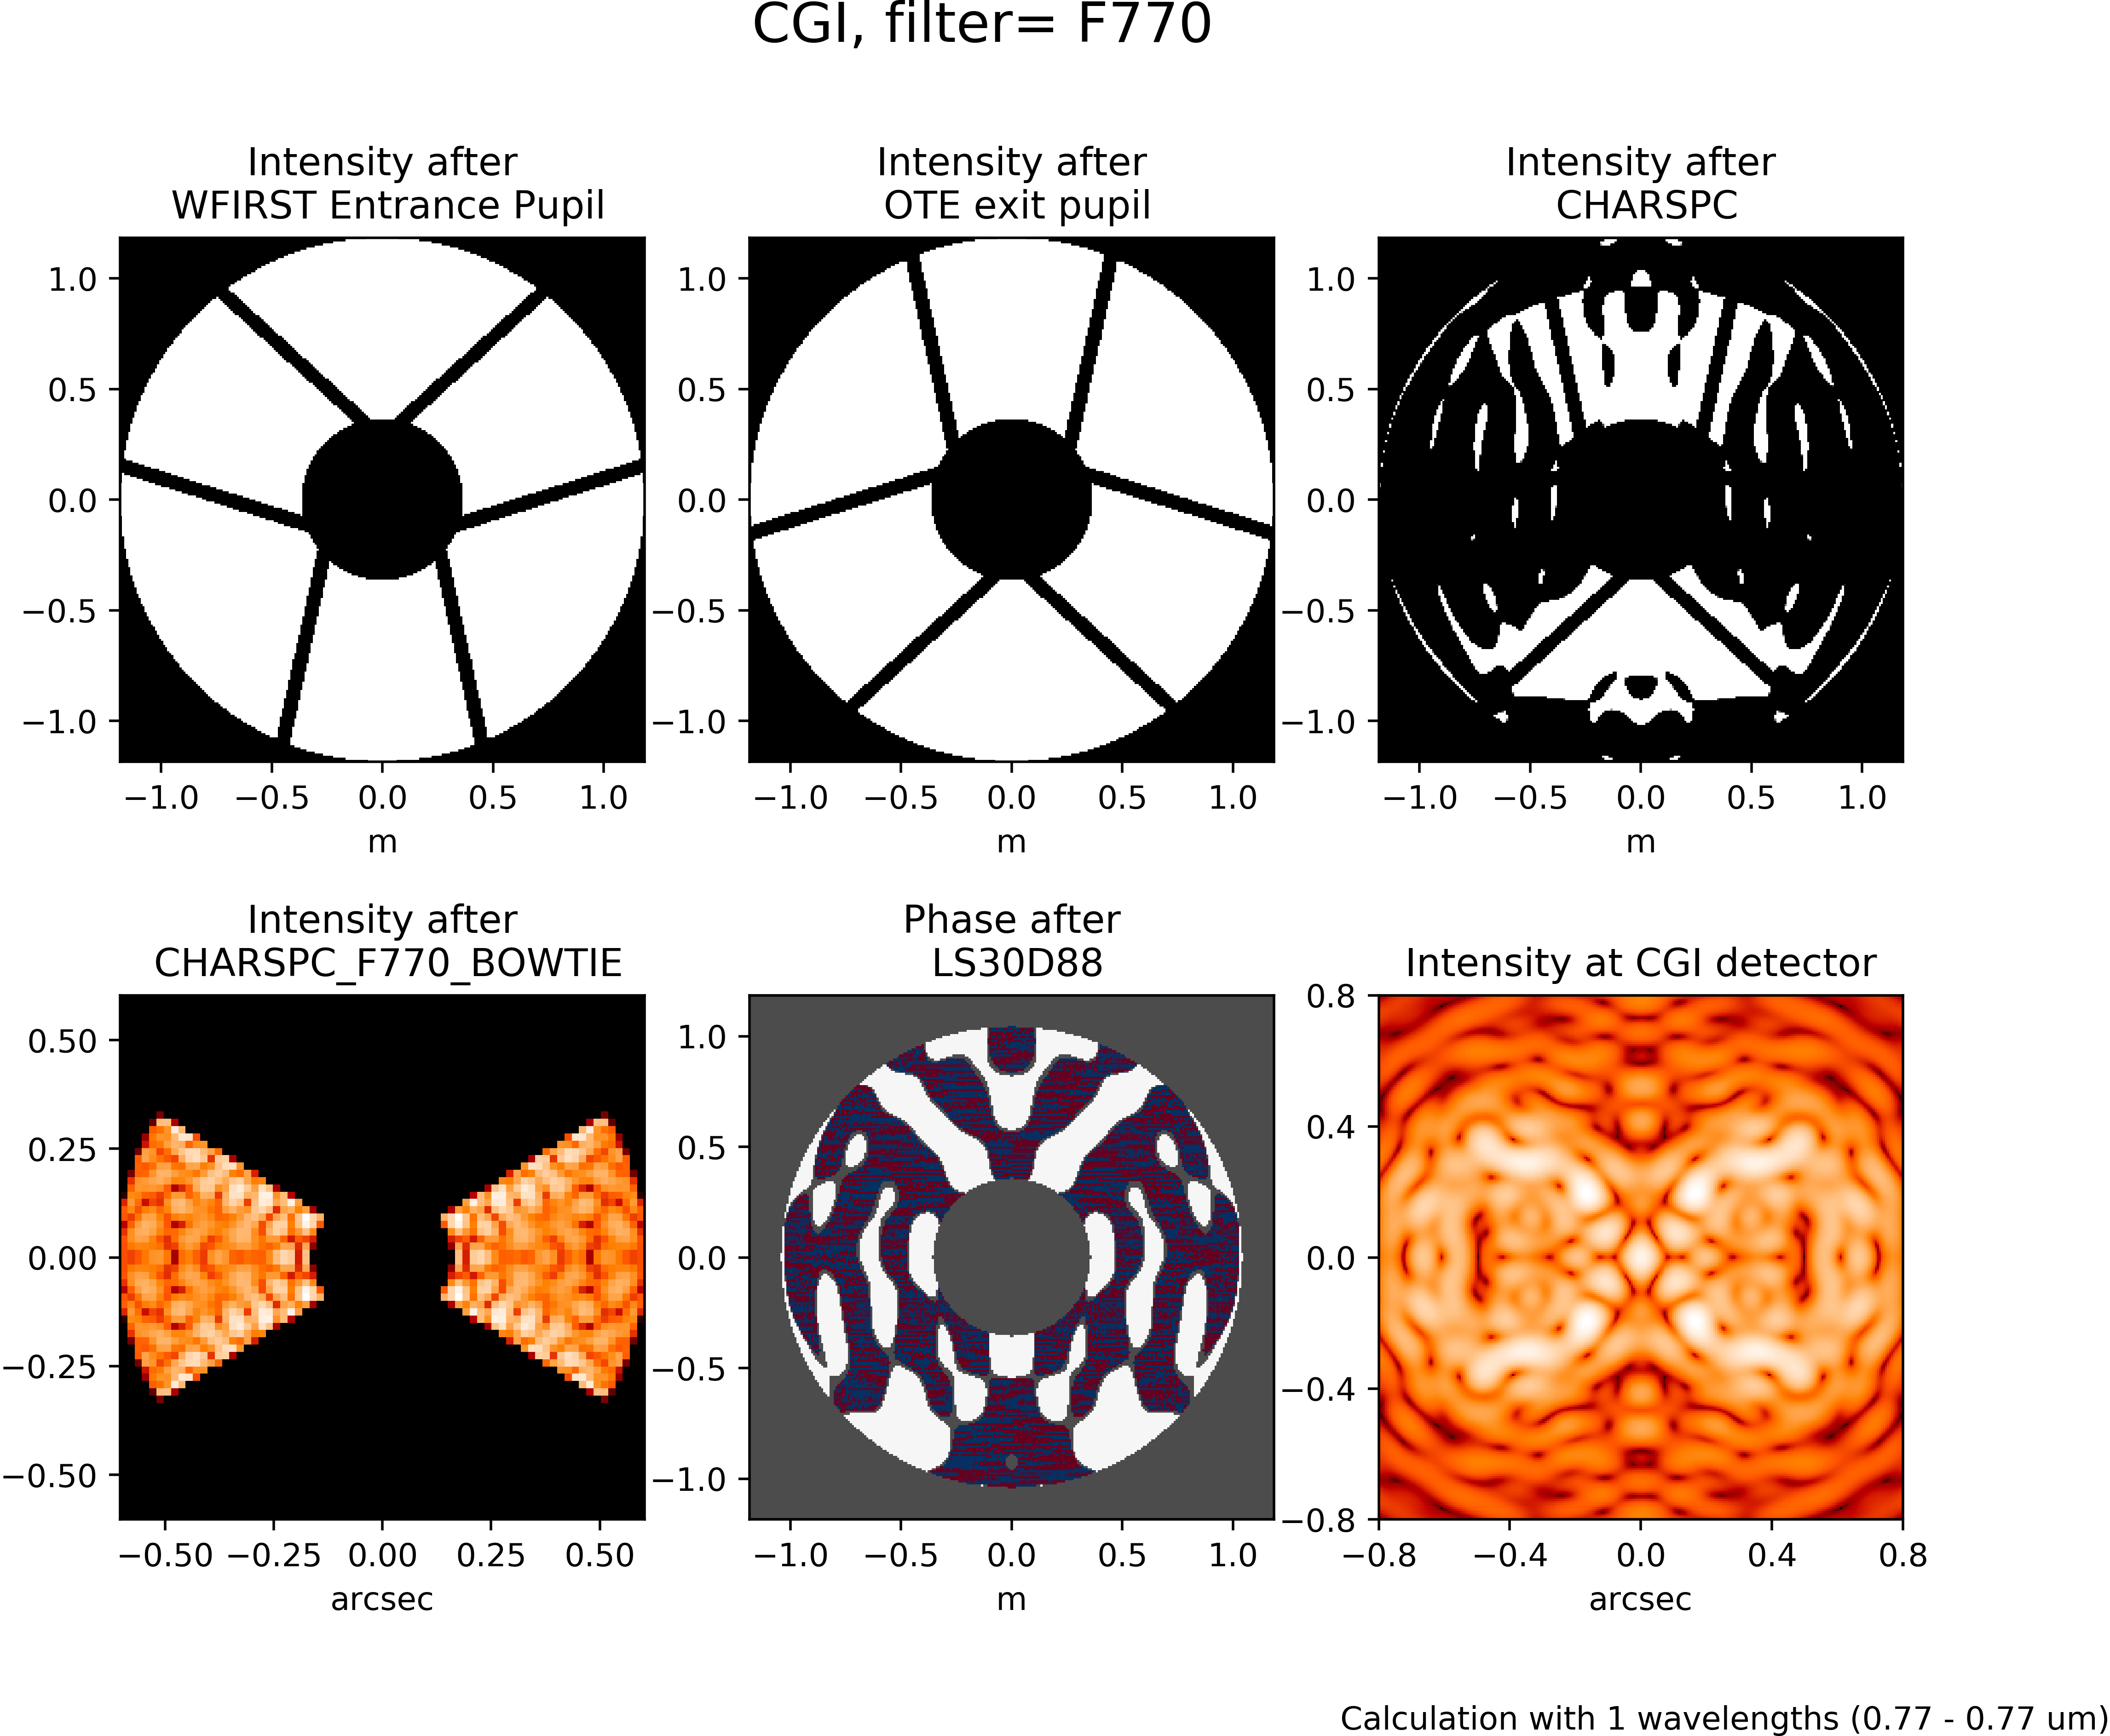 CGI, filter= F770
Intensity after
WFIRST Entrance Pupil
Intensity after
OTE exit pupil
Intensity after
CHARSPC
1.0
0.5
0.0
−0.5
−1.0
−1.0 −0.5 0.0 0.5 1.0
m
1.0
0.5
0.0
−0.5
−1.0
−1.0 −0.5 0.0 0.5 1.0
m
1.0
0.5
0.0
−0.5
−1.0
−1.0 −0.5 0.0 0.5 1.0
m
Intensity after
CHARSPC_F770_BOWTIE
Phase after
LS30D88
Intensity at CGI detector
0.50
0.25
0.00
−0.25
−0.50
−0.50 −0.25 0.00 0.25 0.50
arcsec
1.0
0.5
0.0
−0.5
−1.0
−1.0 −0.5 0.0 0.5 1.0
m
0.8
0.4
0.0
−0.4
−0.8
−0.8 −0.4 0.0 0.4 0.8
arcsec
Calculation with 1 wavelengths (0.77 - 0.77 um)